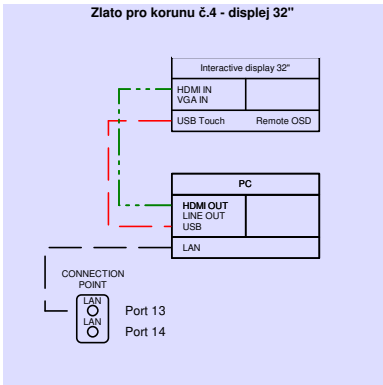 Zlato pro korunu č.4 - displej 32"
Interactive display 32"
HDMI IN
VGA IN
USB Touch Remote OSD
PC
HDMI OUT
LINE OUT
USB
LAN
CONNECTION
POINT
LAN
Port 13
LAN
Port 14